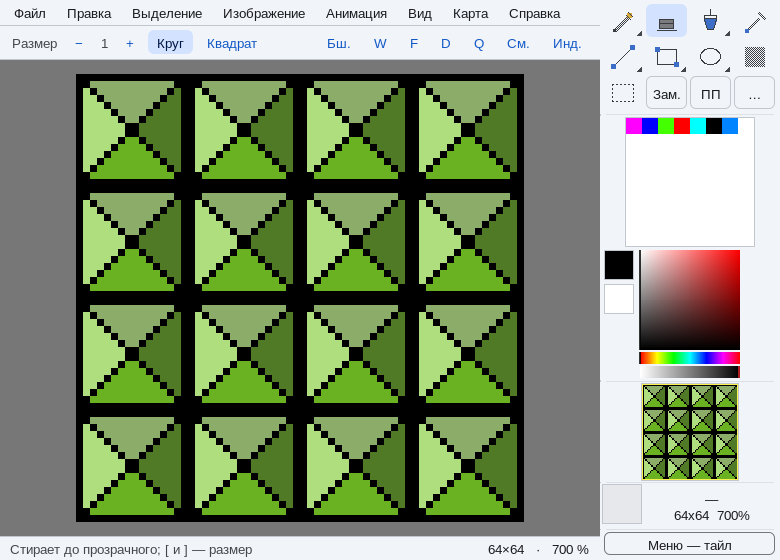 Файл Правка Выделение Изображение Анимация Вид Карта Справка
Размер − 1 + Круг Квадрат Бш. W F D Q См. Инд.
Зам. ПП ...
—
64x64 700%
Меню — тайл
Стирает до прозрачного; [ и ] — размер 64×64 · 700 %